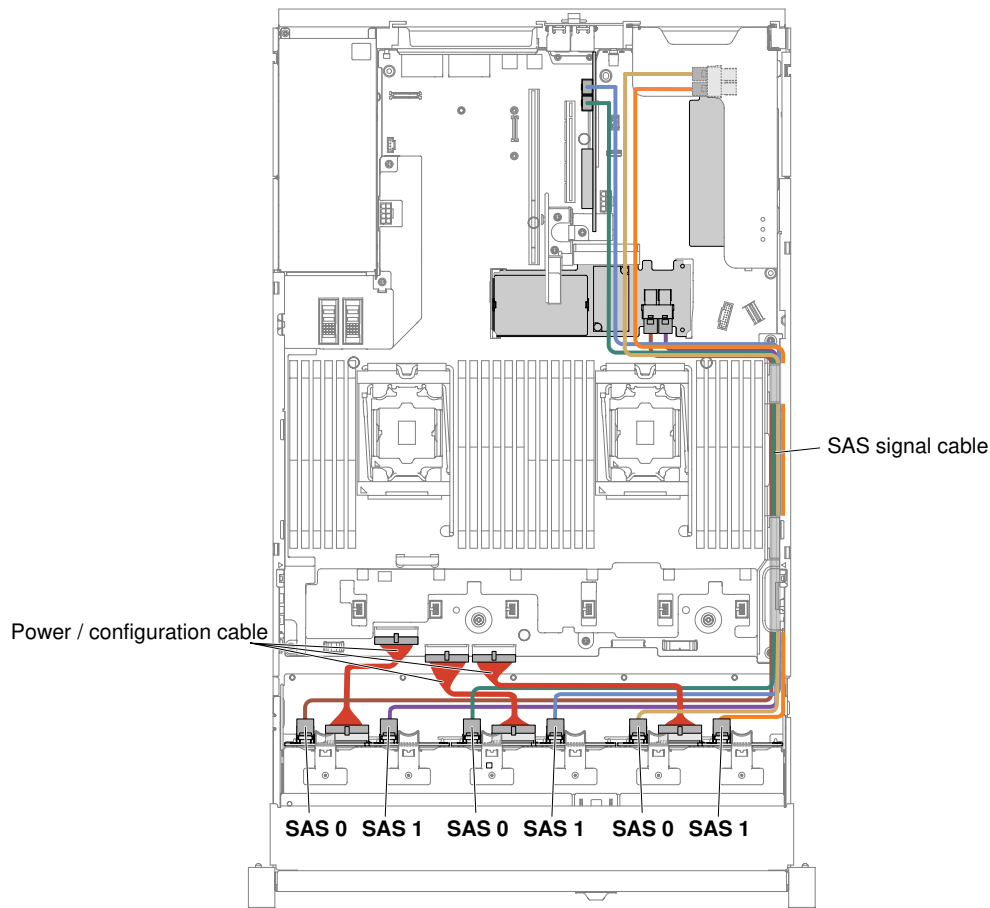 SAS signal cable
Power / configuration cable
SAS 0 SAS 1 SAS 0 SAS 1 SAS 0 SAS 1